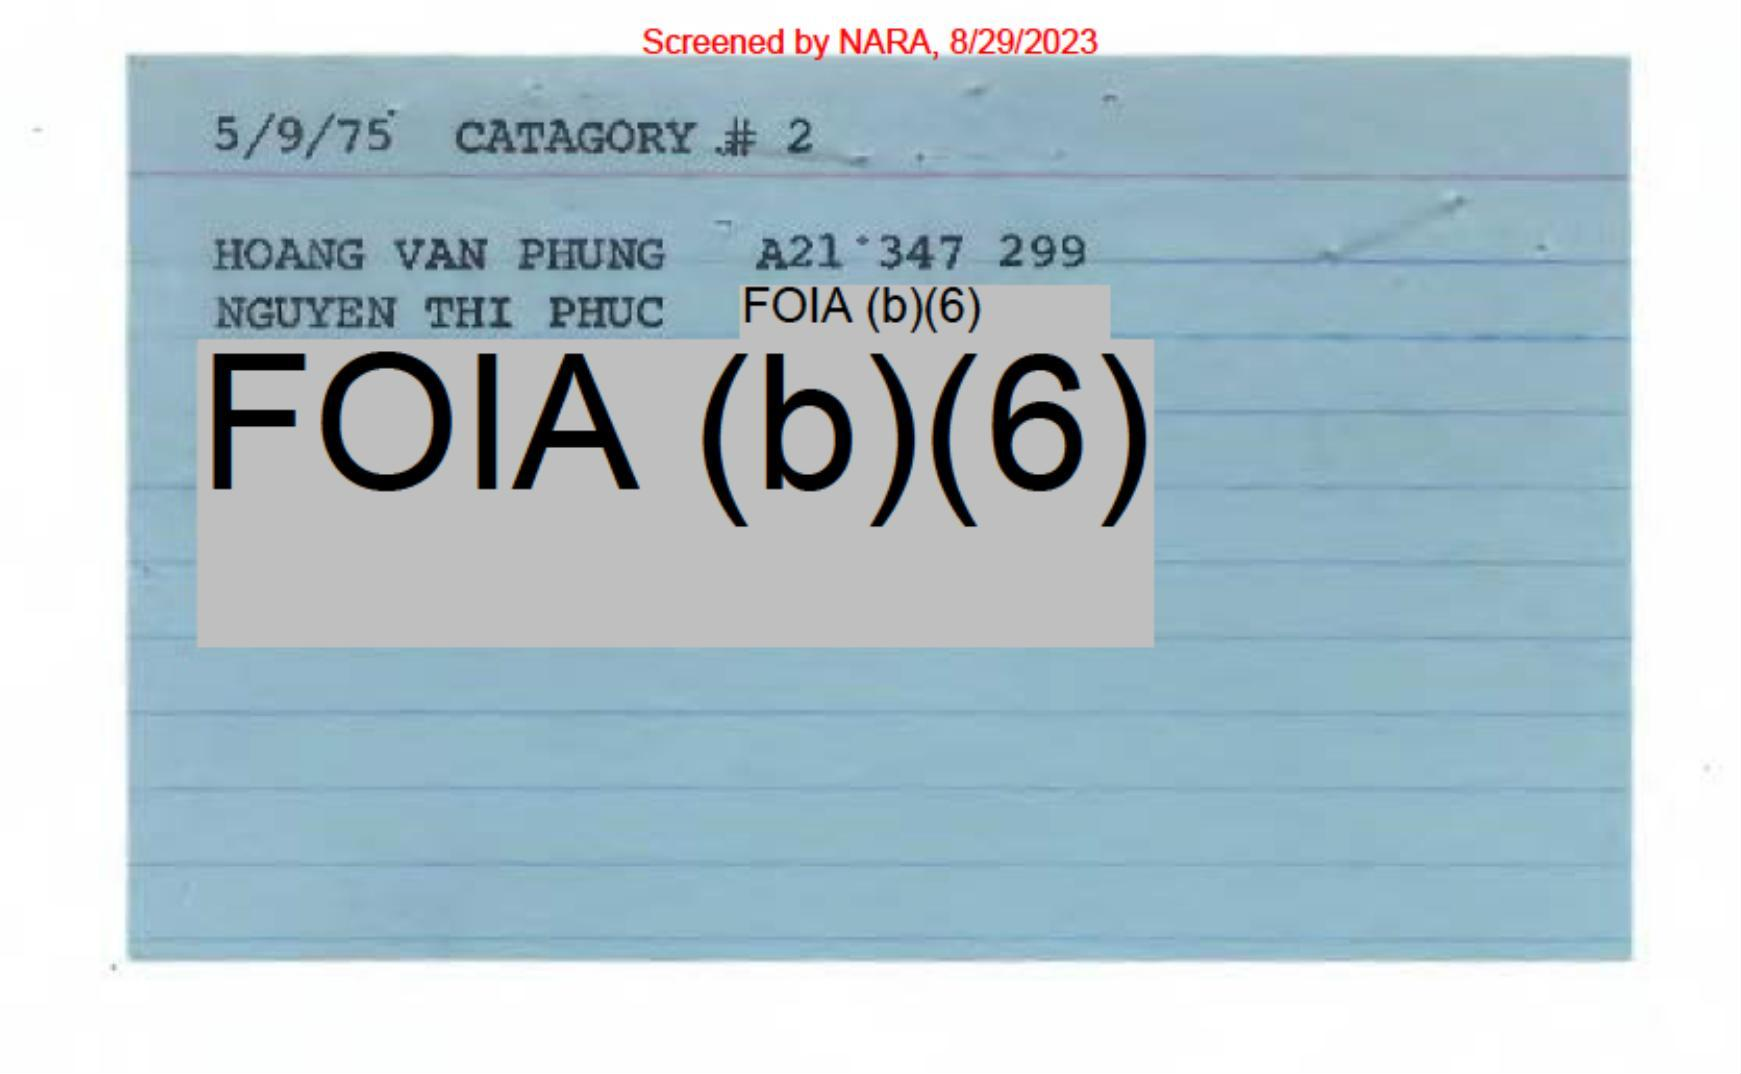 Screened by NARA, 8/29/2023
5/9/75 CATAGORY # 2
HOANG VAN PHUNG A21 347 299
NGUYEN THI PHUC FOIA (b)(6)
FOIA (b)(6)